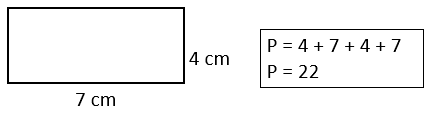 4 cm
7 cm
P = 4 + 7 + 4 + 7
P = 22